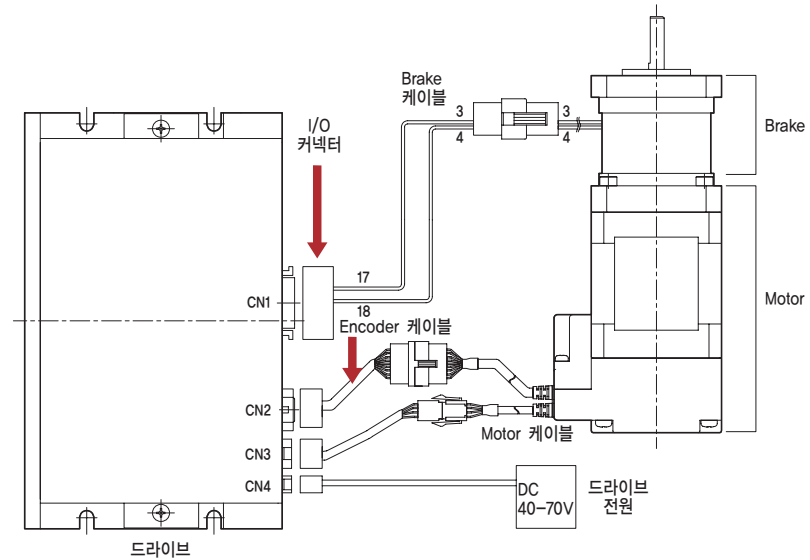 Brake
케이블
I/O
커넥터
3
4
3
4
Brake
17
CN1
18
Motor
Encoder 케이블
CN2
Motor 케이블
CN3
CN4
DC
40-70V
드라이브
전원
드라이브